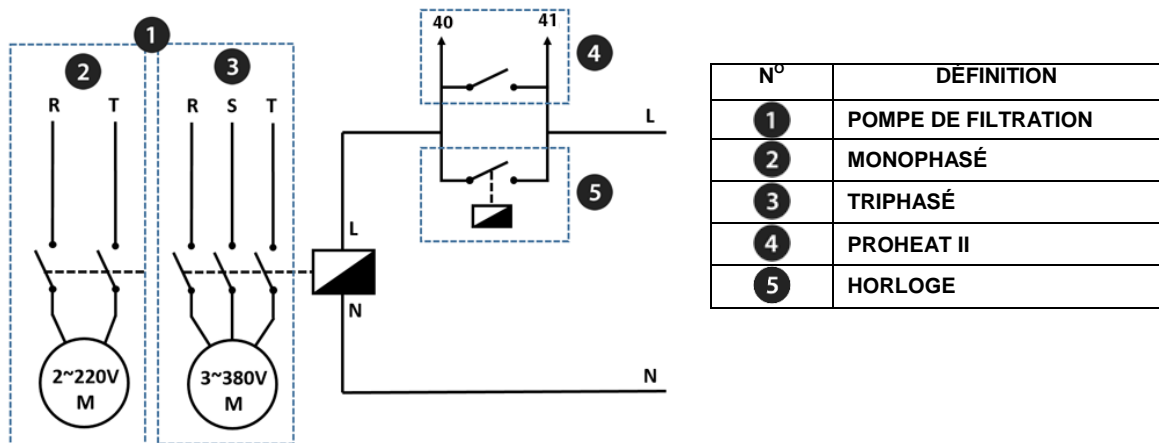 1
2
3
R T
R S T
2~220V
M
3~380V
M
40 41
4
L
5
L
N
N
Nº DÉFINITION
1 POMPE DE FILTRATION
2 MONOPHASÉ
3 TRIPHASÉ
4 PROHEAT II
5 HORLOGE